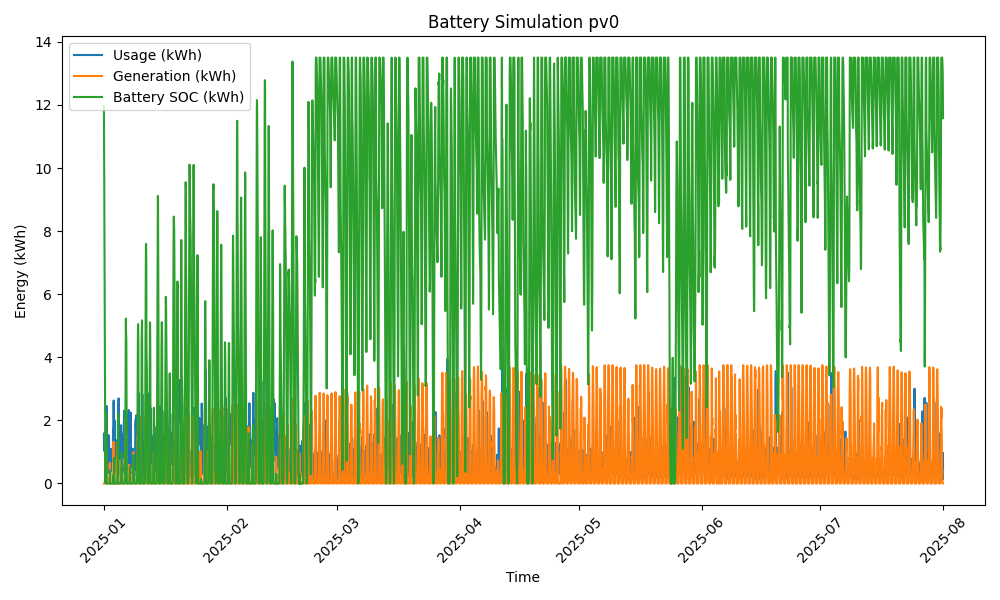 Battery Simulation pv0
Usage (kWh)
Generation (kWh)
Battery SOC (kWh)
Energy (kWh)
14
12
10
8
6
4
2
0
2025-01
2025-02
2025-03
2025-04
2025-05
2025-06
2025-07
2025-08
Time